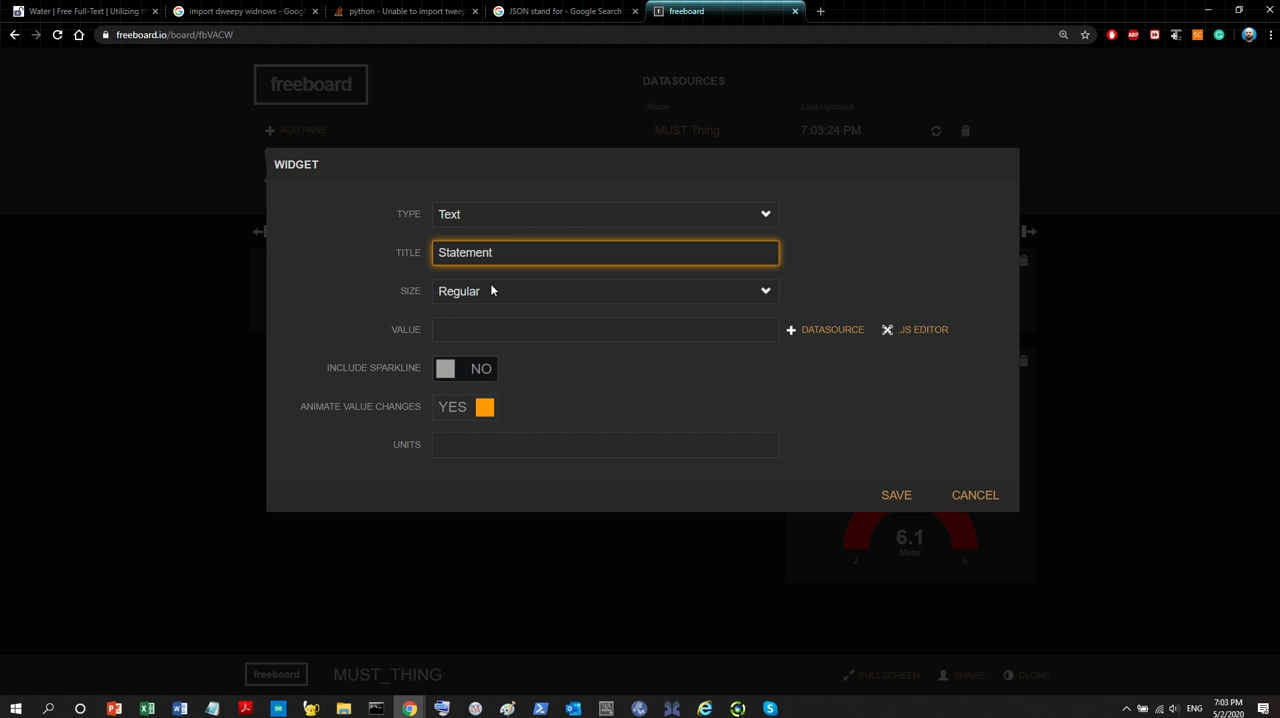 Water | Free Full-Text | Utilizing t
import dweepy widnows - Goog
python - Unable to import tweep
JSON stand for - Google Search
freeboard
freeboard.io/board/fbVACW
freeboard
DATASOURCES
Name
Last Updated
ADD PANE
MUST Thing
7:03:24 PM
WIDGET
TYPE
Text
TITLE
Statement
SIZE
Regular
VALUE
DATASOURCE
.JS EDITOR
INCLUDE SPARKLINE
NO
ANIMATE VALUE CHANGES
YES
UNITS
SAVE
CANCEL
6.1
Meter
2
6
freeboard
MUST_THING
FULLSCREEN
SHARE
CLONE
ENG
7:03 PM
5/2/2020